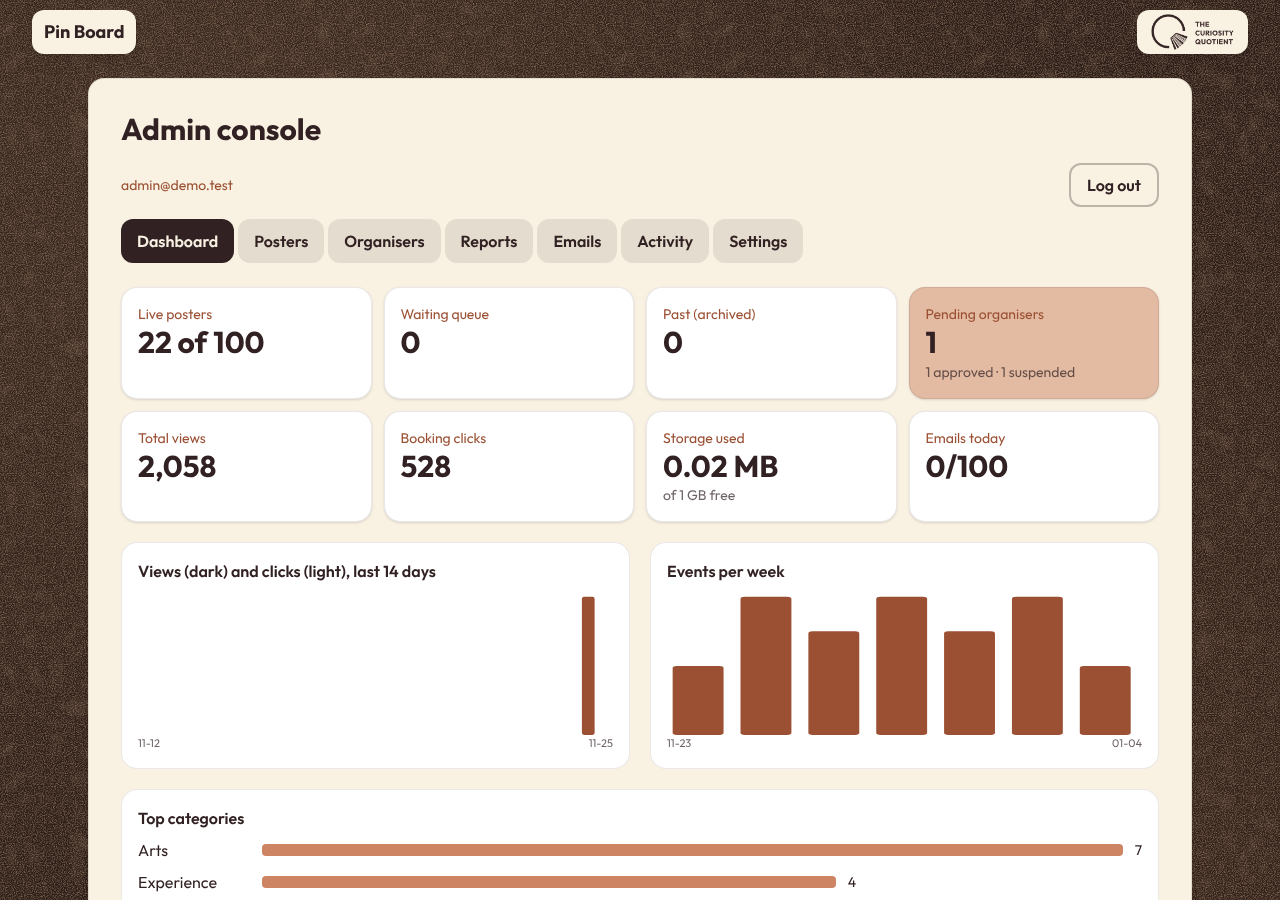 Pin Board
THE
CURIOSITY
QUOTIENT
Admin console
admin@demo.test
Log out
Dashboard
Posters
Organisers
Reports
Emails
Activity
Settings
Live posters
22 of 100
Waiting queue
0
Past (archived)
0
Pending organisers
1
1 approved · 1 suspended
Total views
2,058
Booking clicks
528
Storage used
0.02 MB
of 1 GB free
Emails today
0/100
Views (dark) and clicks (light), last 14 days
11-12
11-25
Events per week
11-23
01-04
Top categories
Arts
7
Experience
4